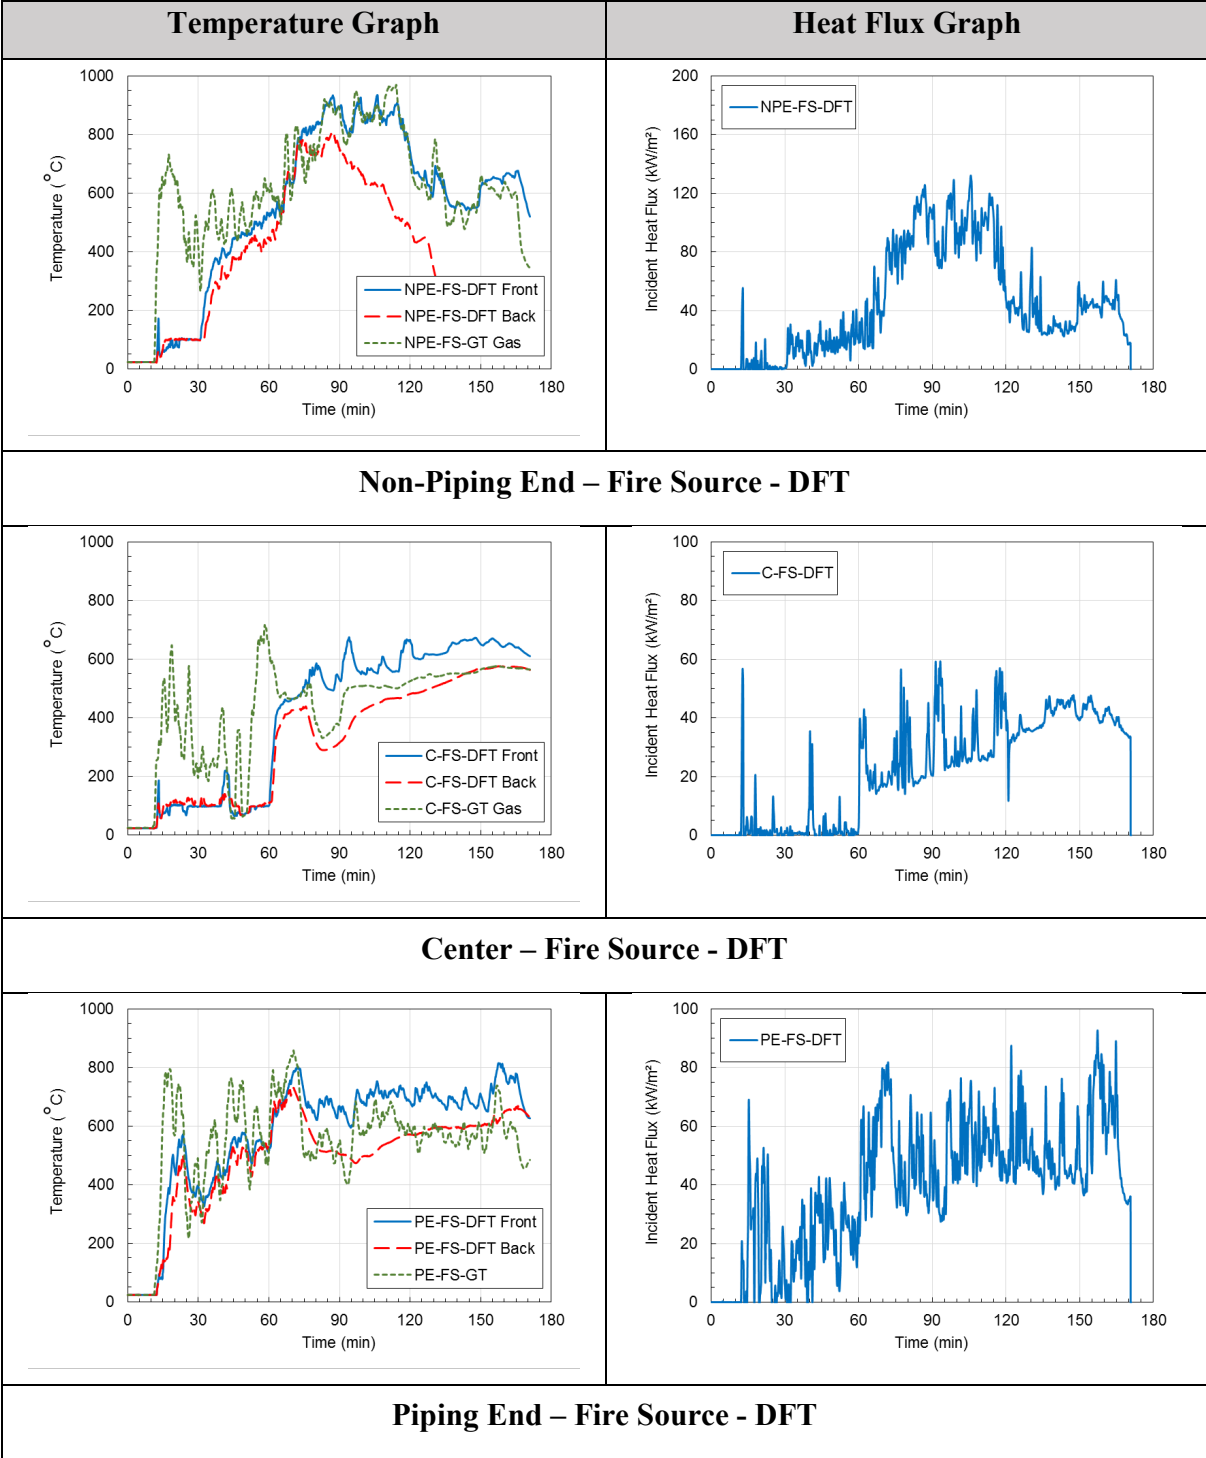 Temperature Graph
Heat Flux Graph
1000
800
600
400
200
0
0 30 60 90 120 150 180
Temperature (°C)
Time (min)
NPE-FS-DFT Front
NPE-FS-DFT Back
NPE-FS-GT Gas
200
160
120
80
40
0
0 30 60 90 120 150 180
Incident Heat Flux (kW/m²)
Time (min)
NPE-FS-DFT
Non-Piping End – Fire Source - DFT
1000
800
600
400
200
0
0 30 60 90 120 150 180
Temperature (°C)
Time (min)
C-FS-DFT Front
C-FS-DFT Back
C-FS-GT Gas
100
80
60
40
20
0
0 30 60 90 120 150 180
Incident Heat Flux (kW/m²)
Time (min)
C-FS-DFT
Center – Fire Source - DFT
1000
800
600
400
200
0
0 30 60 90 120 150 180
Temperature (°C)
Time (min)
PE-FS-DFT Front
PE-FS-DFT Back
PE-FS-GT
100
80
60
40
20
0
0 30 60 90 120 150 180
Incident Heat Flux (kW/m²)
Time (min)
PE-FS-DFT
Piping End – Fire Source - DFT